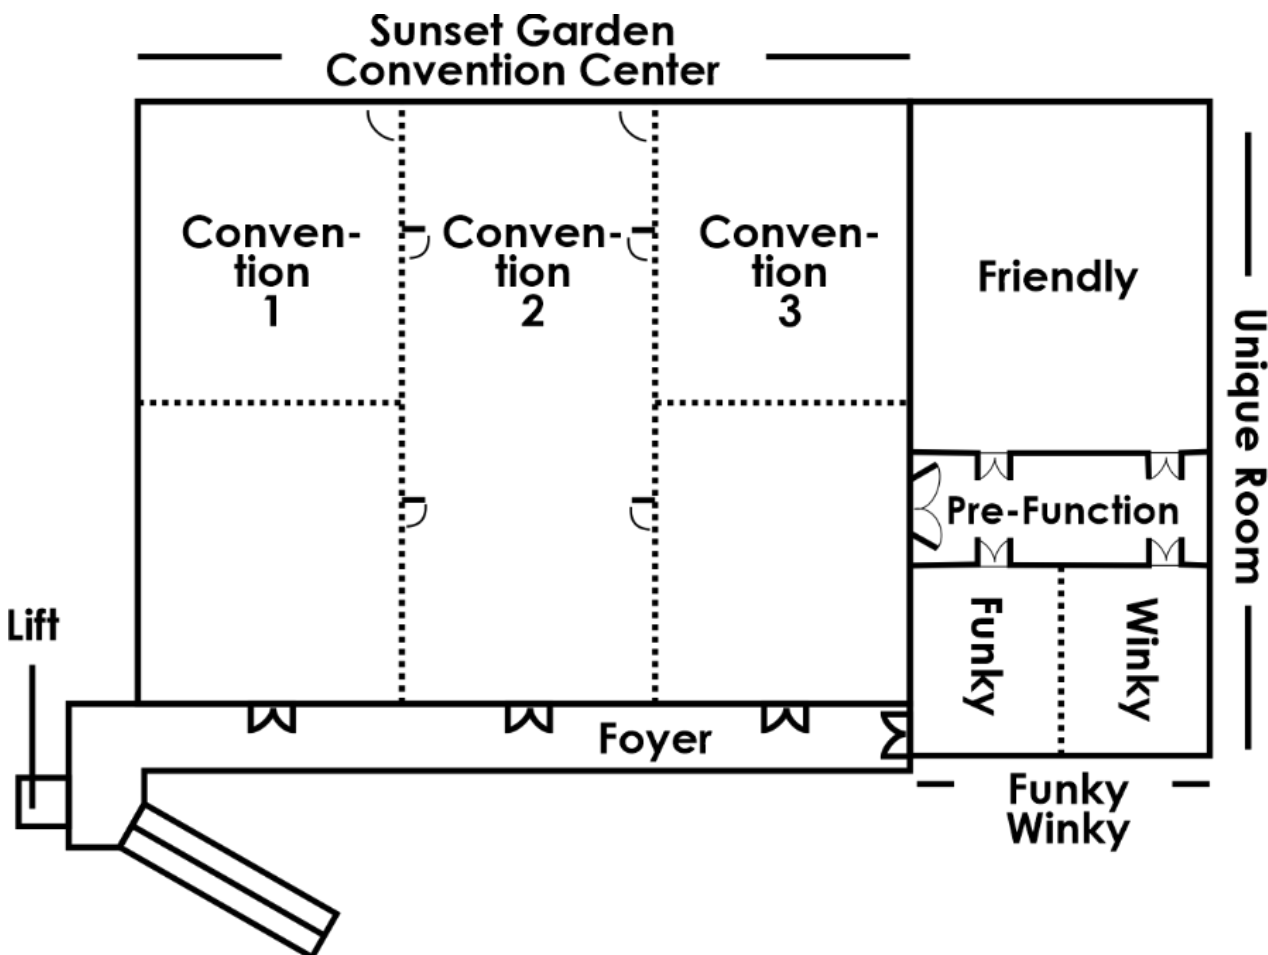 Sunset Garden
Convention Center
Conven-
tion
1
Conven-
tion
2
Conven-
tion
3
Friendly
Unique Room
Pre-Function
Funky
Winky
Lift
Foyer
Funky
Winky